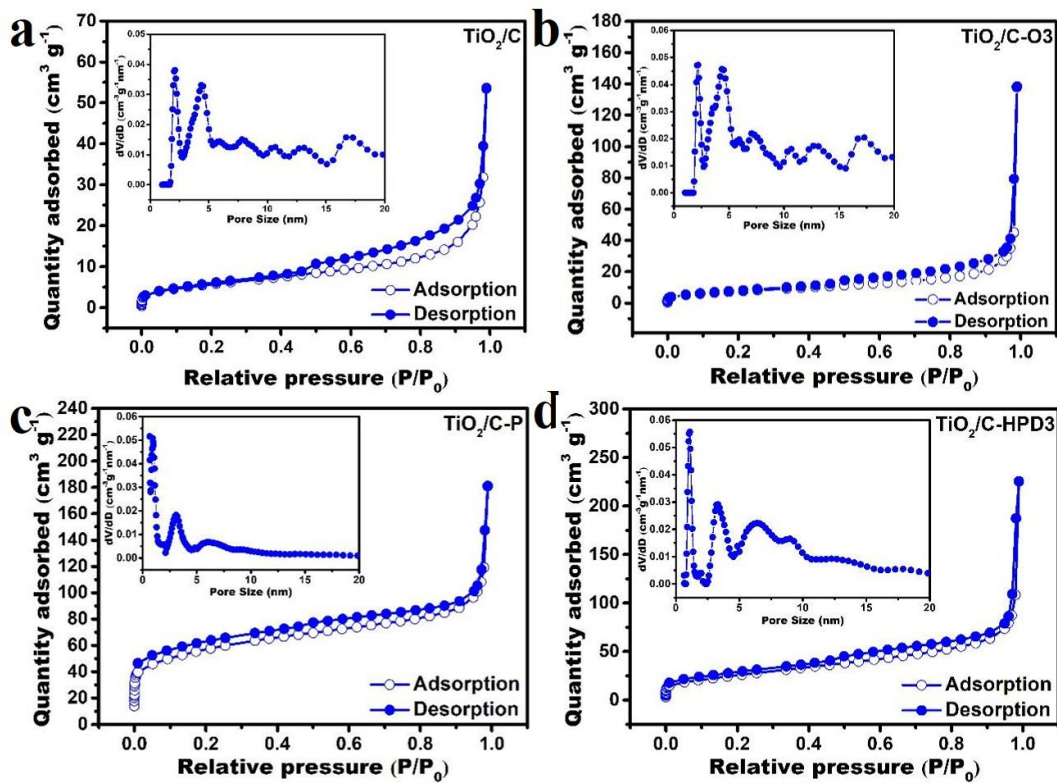 a
TiO2/C
Quantity adsorbed (cm3 g-1)
70
60
50
40
30
20
10
0
0.0 0.2 0.4 0.6 0.8 1.0
Relative pressure (P/P0)
Adsorption
Desorption
dV/dD (cm-3g-1nm-1)
0.05
0.04
0.03
0.02
0.01
0.00
0 5 10 15 20
Pore Size (nm)
b
TiO2/C-O3
Quantity adsorbed (cm3 g-1)
180
160
140
120
100
80
60
40
20
0
0.0 0.2 0.4 0.6 0.8 1.0
Relative pressure (P/P0)
Adsorption
Desorption
dV/dD (cm-3g-1nm-1)
0.06
0.05
0.04
0.03
0.02
0.01
0.00
0 5 10 15 20
Pore Size (nm)
c
TiO2/C-P
Quantity adsorbed (cm3 g-1)
240
220
200
180
160
140
120
100
80
60
40
20
0
0.0 0.2 0.4 0.6 0.8 1.0
Relative pressure (P/P0)
Adsorption
Desorption
dV/dD (cm-3g-1nm-1)
0.06
0.05
0.04
0.03
0.02
0.01
0.00
0 5 10 15 20
Pore Size (nm)
d
TiO2/C-HPD3
Quantity adsorbed (cm3 g-1)
300
250
200
150
100
50
0
0.0 0.2 0.4 0.6 0.8 1.0
Relative pressure (P/P0)
Adsorption
Desorption
dV/dD (cm-3g-1nm-1)
0.06
0.05
0.04
0.03
0.02
0.01
0.00
0 5 10 15 20
Pore Size (nm)